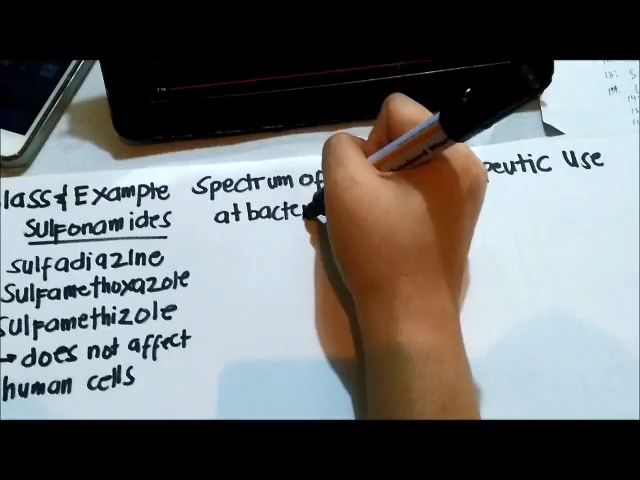 lass & Example Spectrum of peutic Use
Sulfonamides at bacte
sulfadiazine
Sulfamethoxazole
Sulfamethizole
→ does not affect
human cells